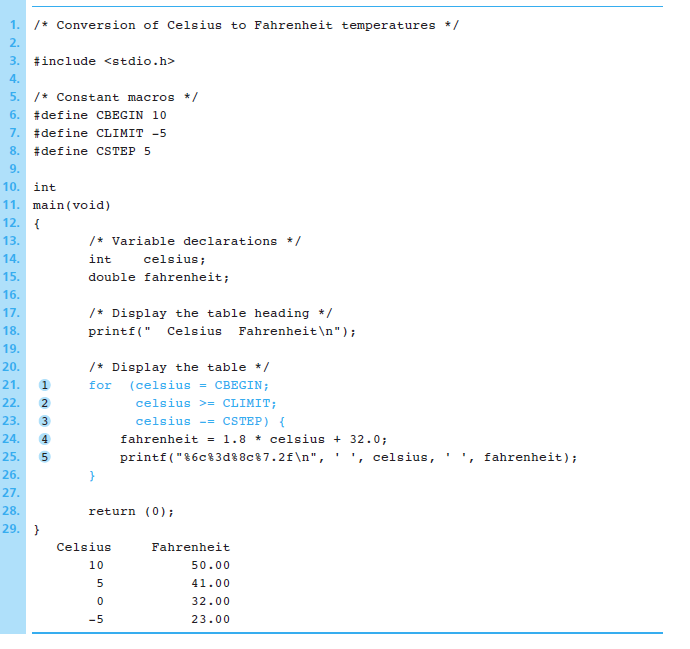 1. /* Conversion of Celsius to Fahrenheit temperatures */
2.
3. #include <stdio.h>
4.
5. /* Constant macros */
6. #define CBEGIN 10
7. #define CLIMIT -5
8. #define CSTEP 5
9.
10. int
11. main(void)
12. {
13. /* Variable declarations */
14. int    celsius;
15. double fahrenheit;
16.
17. /* Display the table heading */
18. printf("  Celsius  Fahrenheit\n");
19.
20. /* Display the table */
21. 1 for  (celsius = CBEGIN;
22. 2 celsius >= CLIMIT;
23. 3 celsius -= CSTEP) {
24. 4 fahrenheit = 1.8 * celsius + 32.0;
25. 5 printf("%6c%3d%8c%7.2f\n", ' ', celsius, ' ', fahrenheit);
26. }
27.
28. return (0);
29. }
Celsius     Fahrenheit
10           50.00
5           41.00
0           32.00
-5           23.00